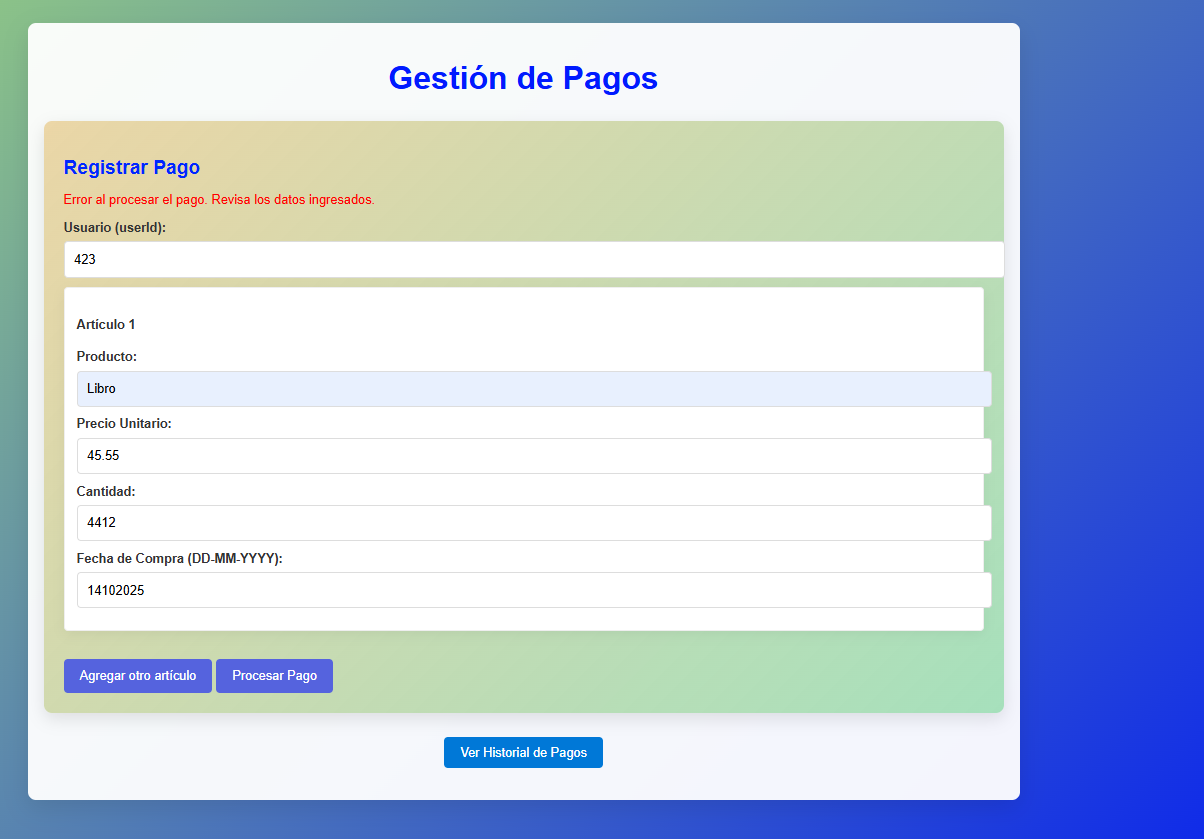 Gestión de Pagos
Registrar Pago
Error al procesar el pago. Revisa los datos ingresados.
Usuario (userId):
423
Artículo 1
Producto:
Libro
Precio Unitario:
45.55
Cantidad:
4412
Fecha de Compra (DD-MM-YYYY):
14102025
Agregar otro artículo Procesar Pago
Ver Historial de Pagos